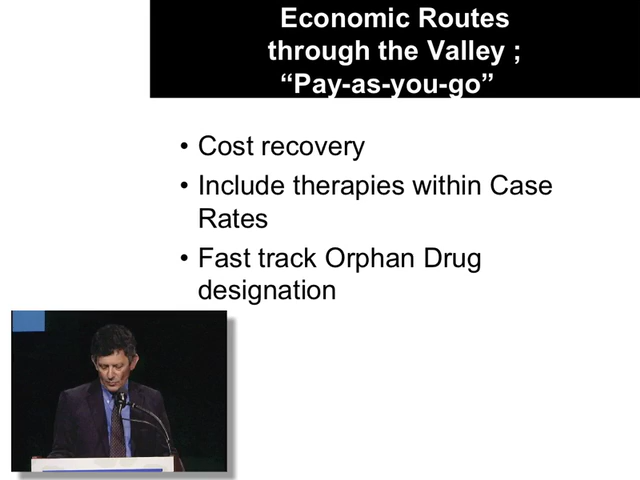 Economic Routes
through the Valley ;
“Pay-as-you-go”
• Cost recovery
• Include therapies within Case
Rates
• Fast track Orphan Drug
designation